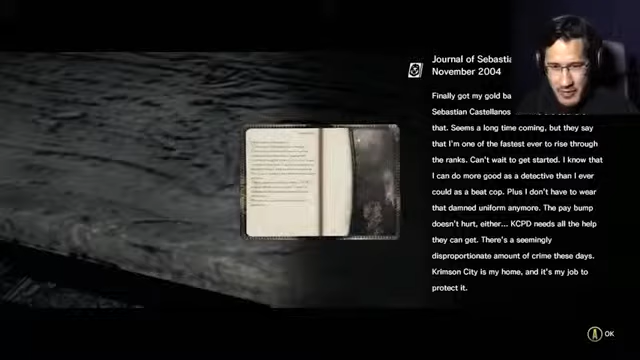 Journal of Sebastia
November 2004
Finally got my gold ba
Sebastian Castellanos
that. Seems a long time coming, but they say
that I'm one of the fastest ever to rise through
the ranks. Can't wait to get started. I know that
I can do more good as a detective than I ever
could as a beat cop. Plus I don't have to wear
that damned uniform anymore. The pay bump
doesn't hurt, either... KCPD needs all the help
they can get. There's a seemingly
disproportionate amount of crime these days.
Krimson City is my home, and it's my job to
protect it.
A OK